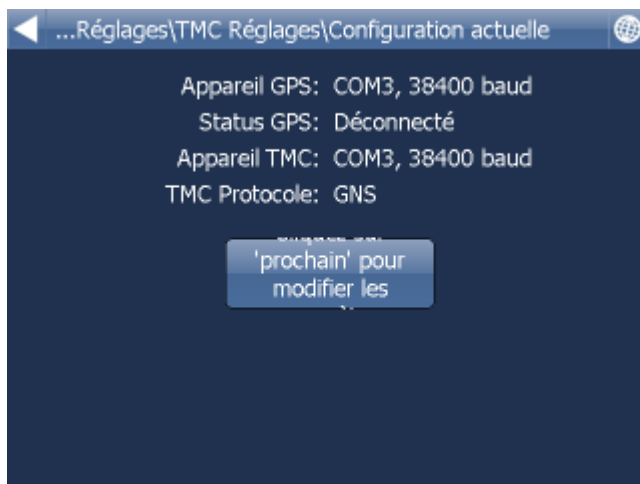 ...Réglages\TMC Réglages\Configuration actuelle
Appareil GPS: COM3, 38400 baud
Status GPS: Déconnecté
Appareil TMC: COM3, 38400 baud
TMC Protocole: GNS
'prochain' pour
modifier les